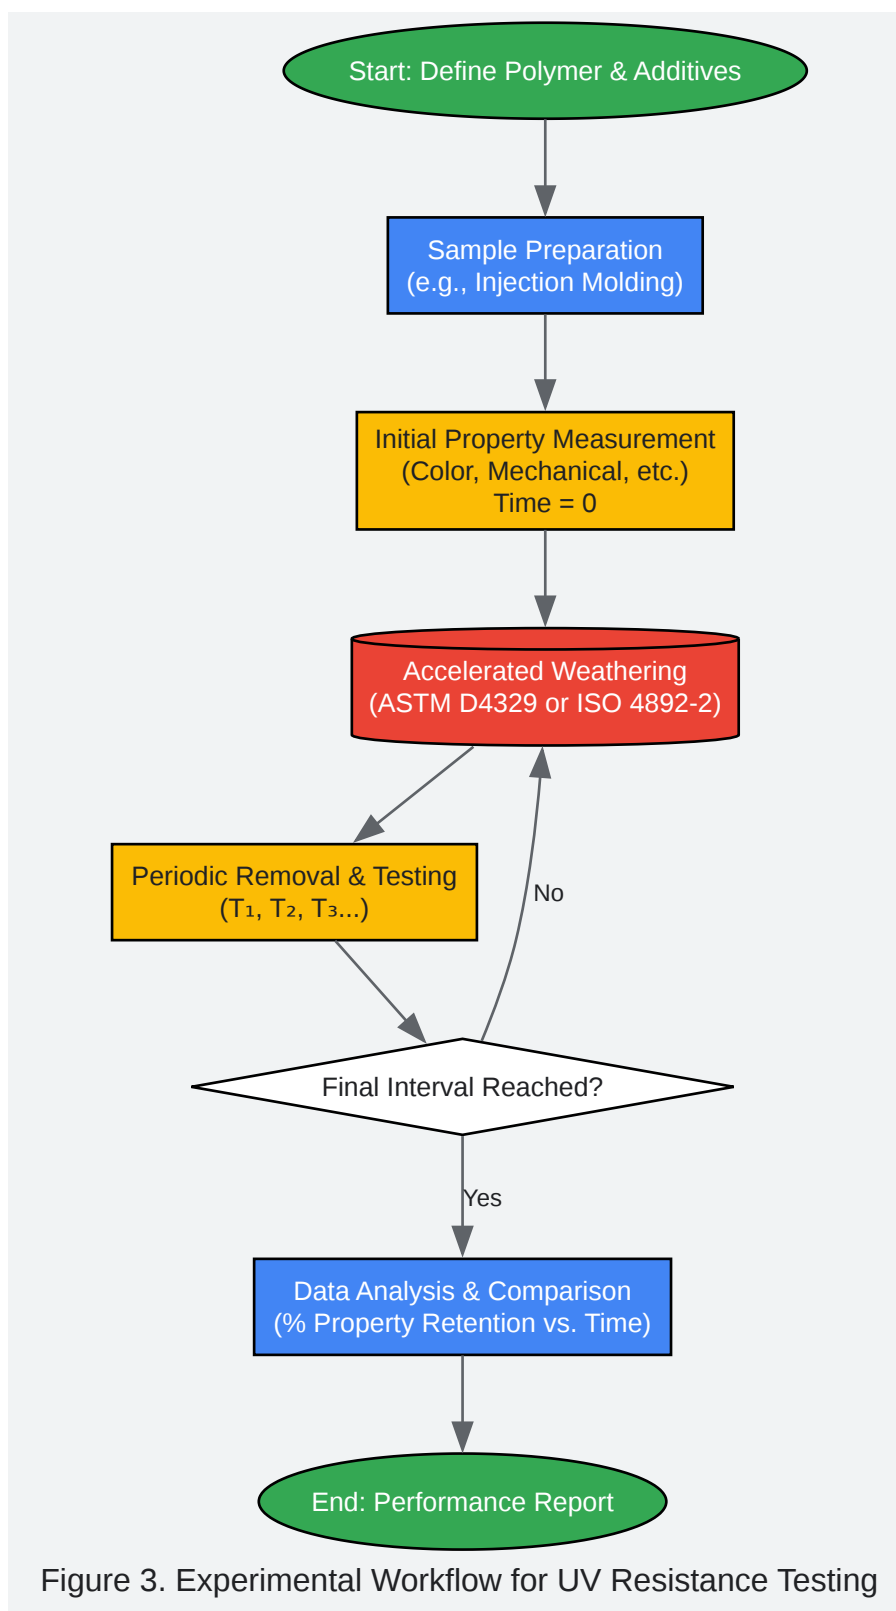 Start: Define Polymer & Additives
Sample Preparation
(e.g., Injection Molding)
Initial Property Measurement
(Color, Mechanical, etc.)
Time = 0
Accelerated Weathering
(ASTM D4329 or ISO 4892-2)
Periodic Removal & Testing
(T₁, T₂, T₃...)
No
Final Interval Reached?
Yes
Data Analysis & Comparison
(% Property Retention vs. Time)
End: Performance Report
Figure 3. Experimental Workflow for UV Resistance Testing